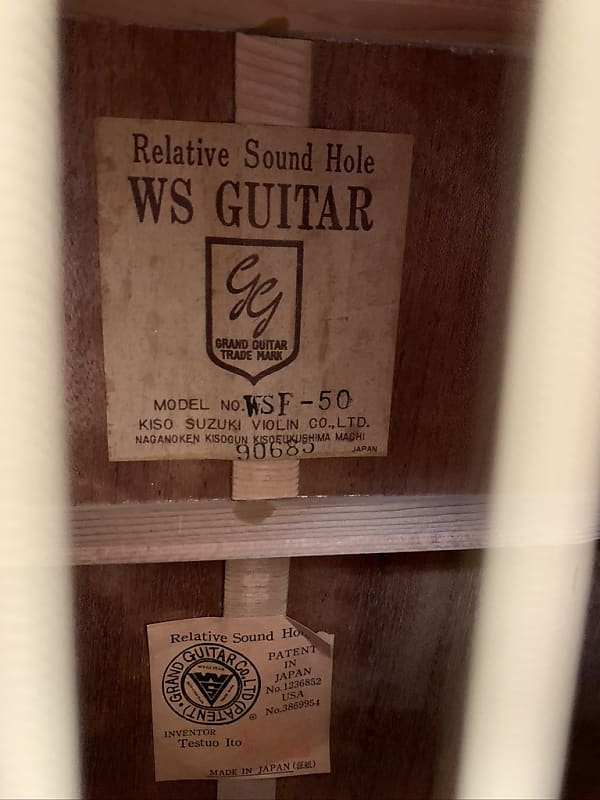 Relative Sound Hole
WS GUITAR
GG
GRAND GUITAR
TRADE MARK
MODEL NO. WSF-50
KISO SUZUKI VIOLIN CO.,LTD.
NAGANOKEN KISOGUN KISOFUKUSHIMA MACHI
90685
JAPAN
Relative Sound Ho
GRAND GUITAR CO.,LTD (PATENT)
WS
PATENT
IN
JAPAN
No.1236852
USA
No.3869954
INVENTOR
Testuo Ito
MADE IN JAPAN